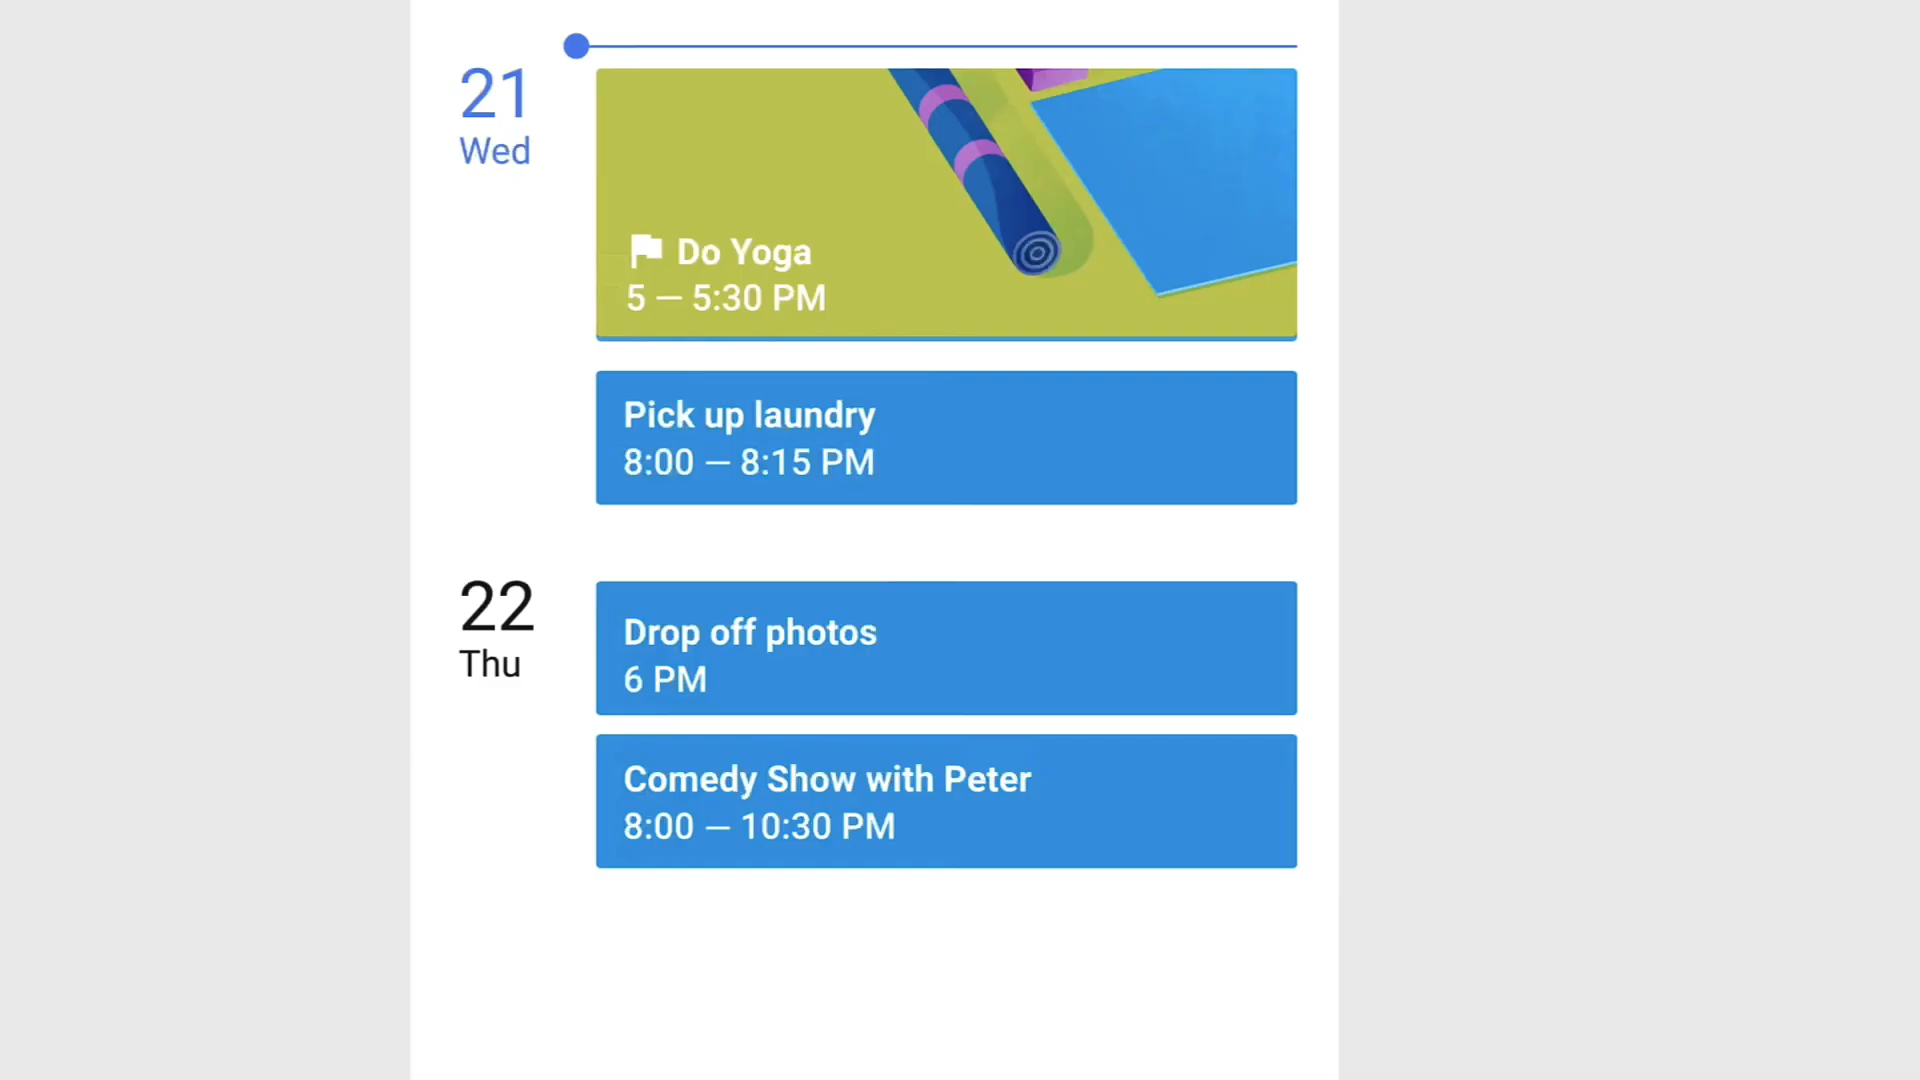 21
Wed
Do Yoga
5 — 5:30 PM
Pick up laundry
8:00 — 8:15 PM
22
Thu
Drop off photos
6 PM
Comedy Show with Peter
8:00 — 10:30 PM